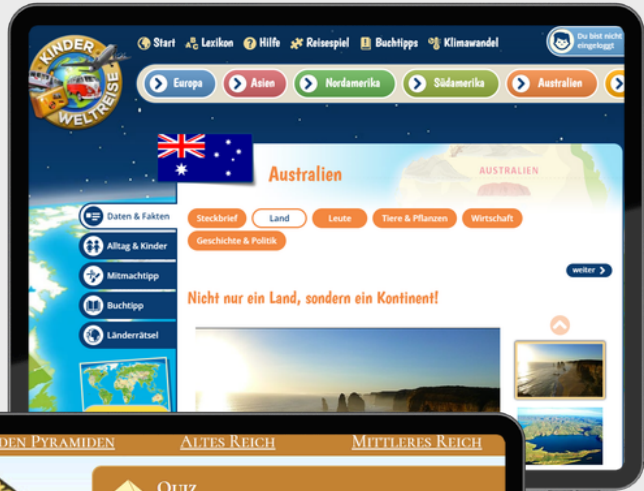 KINDER
WELTREISE
Start Lexikon Hilfe Reisespiel Buchtipps Klimawandel
Du bist nicht
eingeloggt
Europa Asien Nordamerika Südamerika Australien
Australien
AUSTRALIEN
Daten & Fakten
Alltag & Kinder
Mitmachtipp
Buchtipp
Länderrätsel
Steckbrief Land Leute Tiere & Pflanzen Wirtschaft
Geschichte & Politik
weiter
Nicht nur ein Land, sondern ein Kontinent!
DEN PYRAMIDEN ALTES REICH MITTLERES REICH
QUIZ